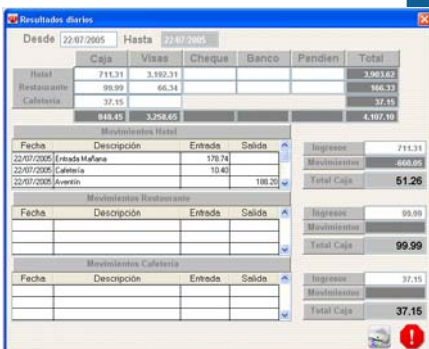 Resultados diarios
Desde 22/07/2005 Hasta 22/07/2005
Caja Visas Cheque Banco Pendien Total
Hotel 711.31 3,192.31 3,903.62
Restaurante 99.99 66.34 166.33
Cafetería 37.15 37.15
848.45 3,258.65 4,107.10
Movimientos Hotel
Fecha Descripción Entrada Salida
22/07/2005 Entrada Mañana 178.74
22/07/2005 Cafetería 10.40
22/07/2005 Aventin 188.20
Ingresos 711.31
Movimientos -660.05
Total Caja 51.26
Movimientos Restaurante
Fecha Descripción Entrada Salida
Ingresos 99.99
Movimientos
Total Caja 99.99
Movimientos Cafetería
Fecha Descripción Entrada Salida
Ingresos 37.15
Movimientos
Total Caja 37.15